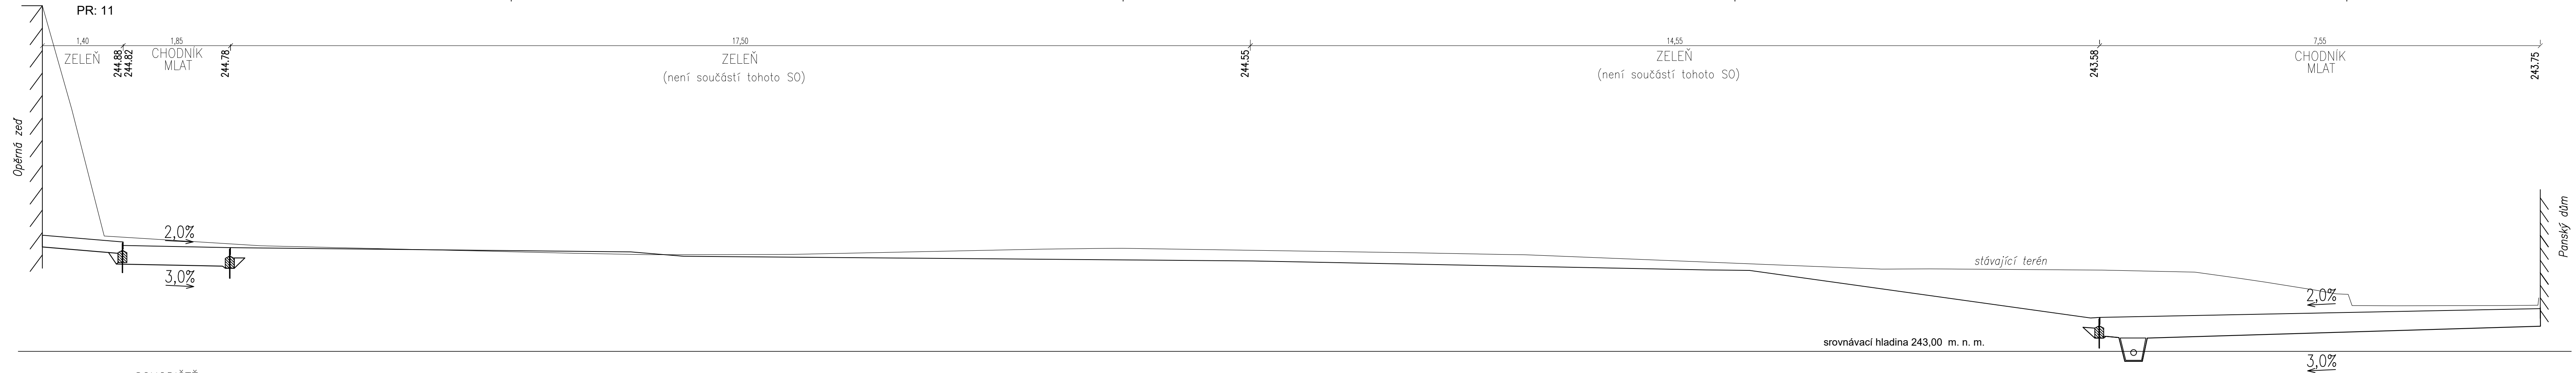 PR: 11
1,40
1,85
17,50
14,55
7,55
ZELEŇ
244.88
244.82
CHODNÍK
MLAT
244.78
ZELEŇ
(není součástí tohoto SO)
244.55
ZELEŇ
(není součástí tohoto SO)
243.58
CHODNÍK
MLAT
243.75
Opěrná zeď
Panský dům
2,0%
3,0%
stávající terén
2,0%
srovnávací hladina 243,00 m. n. m.
3,0%